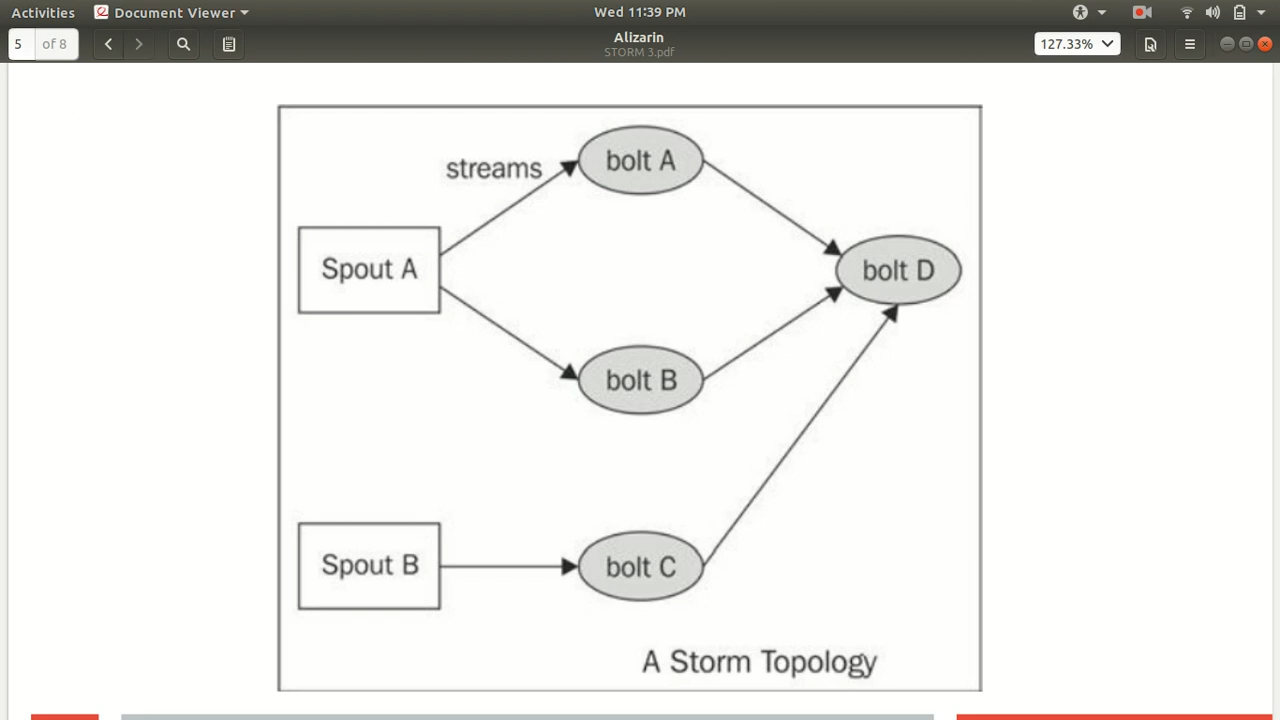 Activities
Document Viewer
Wed 11:39 PM
5
of 8
Alizarin
STORM 3.pdf
127.33%
streams
bolt A
Spout A
bolt D
bolt B
Spout B
bolt C
A Storm Topology